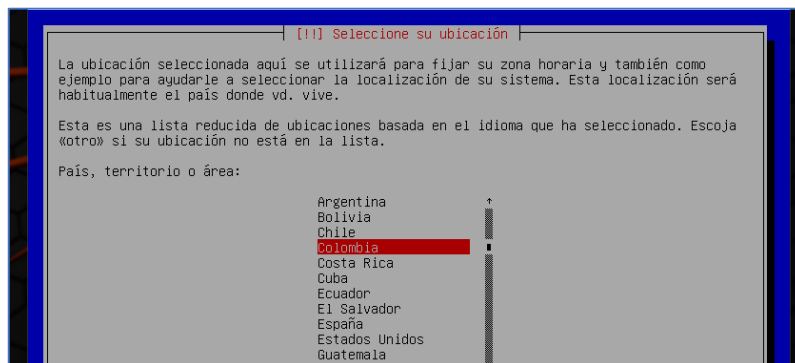 [!!] Seleccione su ubicación
La ubicación seleccionada aquí se utilizará para fijar su zona horaria y también como
ejemplo para ayudarle a seleccionar la localización de su sistema. Esta localización será
habitualmente el país donde vd. vive.
Esta es una lista reducida de ubicaciones basada en el idioma que ha seleccionado. Escoja
«otro» si su ubicación no está en la lista.
País, territorio o área:
Argentina
Bolivia
Chile
Colombia
Costa Rica
Cuba
Ecuador
El Salvador
España
Estados Unidos
Guatemala